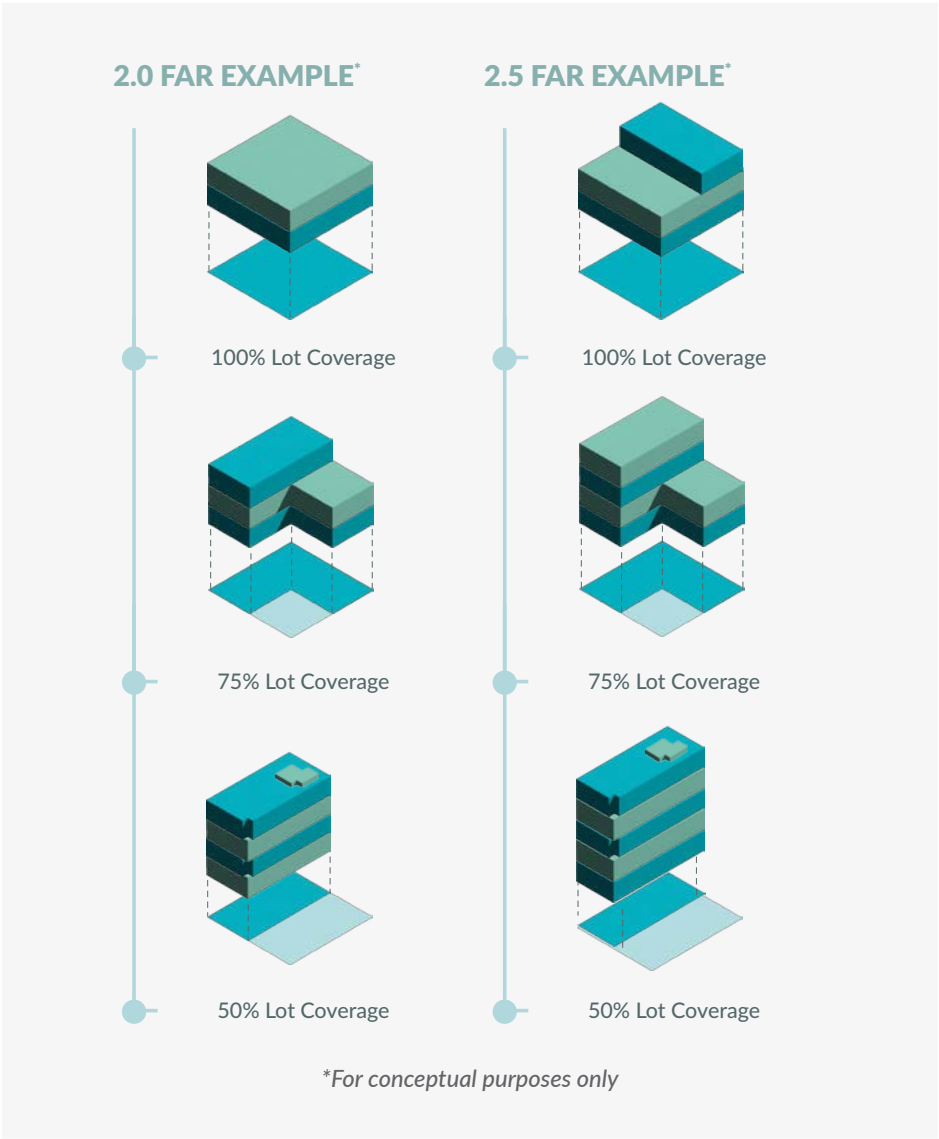 2.0 FAR EXAMPLE*
2.5 FAR EXAMPLE*
100% Lot Coverage
100% Lot Coverage
75% Lot Coverage
75% Lot Coverage
50% Lot Coverage
50% Lot Coverage
*For conceptual purposes only